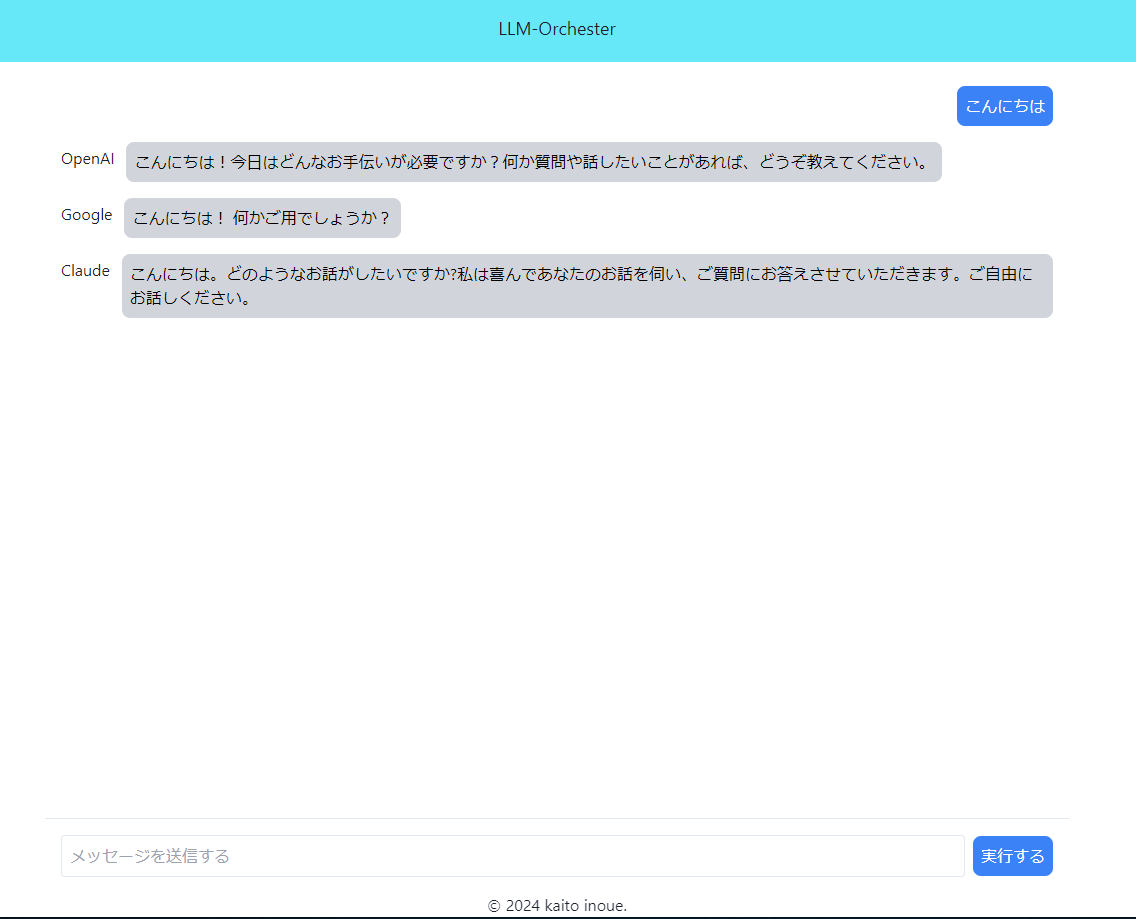 LLM-Orchester
こんにちは
OpenAI こんにちは！今日はどんなお手伝いが必要ですか？何か質問や話したいことがあれば、どうぞ教えてください。
Google こんにちは！ 何かご用でしょうか？
Claude こんにちは。どのようなお話がしたいですか?私は喜んであなたのお話を伺い、ご質問にお答えさせていただきます。ご自由に
お話しください。
メッセージを送信する 実行する
© 2024 kaito inoue.